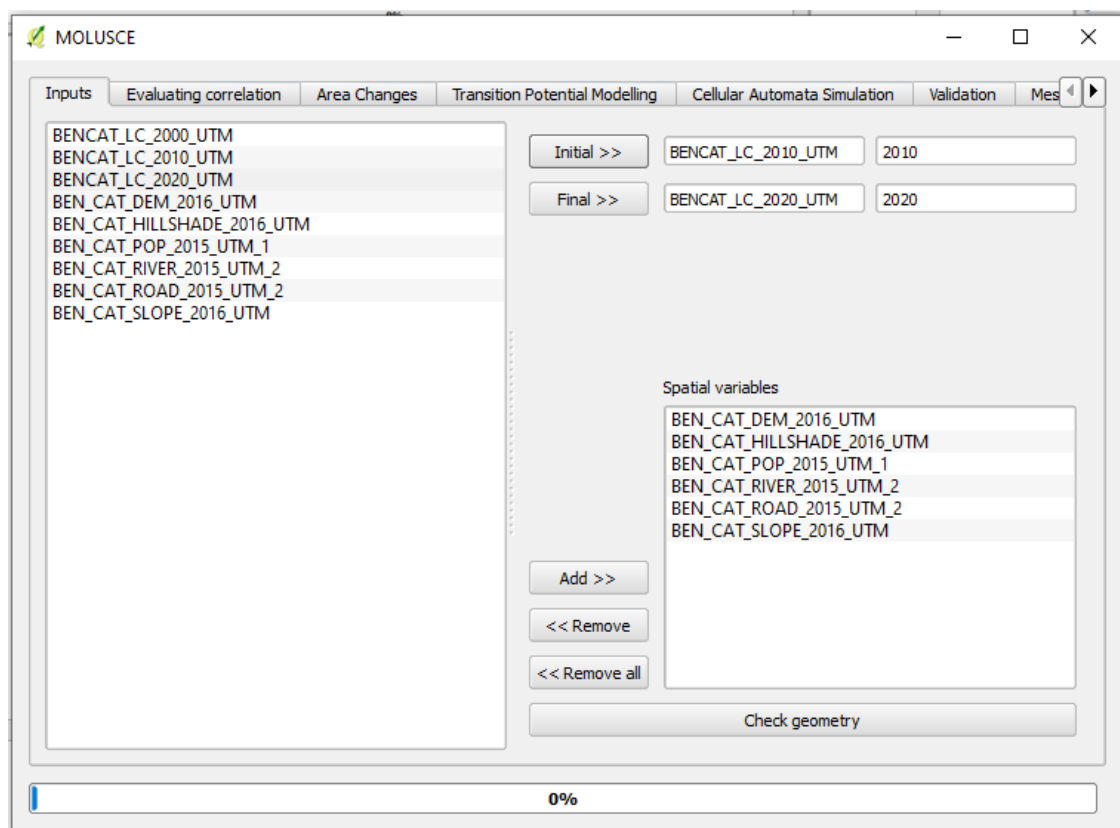 MOLUSCE
Inputs Evaluating correlation Area Changes Transition Potential Modelling Cellular Automata Simulation Validation Mes
BENCAT_LC_2000_UTM
BENCAT_LC_2010_UTM
BENCAT_LC_2020_UTM
BEN_CAT_DEM_2016_UTM
BEN_CAT_HILLSHADE_2016_UTM
BEN_CAT_POP_2015_UTM_1
BEN_CAT_RIVER_2015_UTM_2
BEN_CAT_ROAD_2015_UTM_2
BEN_CAT_SLOPE_2016_UTM
Initial >> BENCAT_LC_2010_UTM 2010
Final >> BENCAT_LC_2020_UTM 2020
Spatial variables
BEN_CAT_DEM_2016_UTM
BEN_CAT_HILLSHADE_2016_UTM
BEN_CAT_POP_2015_UTM_1
BEN_CAT_RIVER_2015_UTM_2
BEN_CAT_ROAD_2015_UTM_2
BEN_CAT_SLOPE_2016_UTM
Add >>
<< Remove
<< Remove all
Check geometry
0%